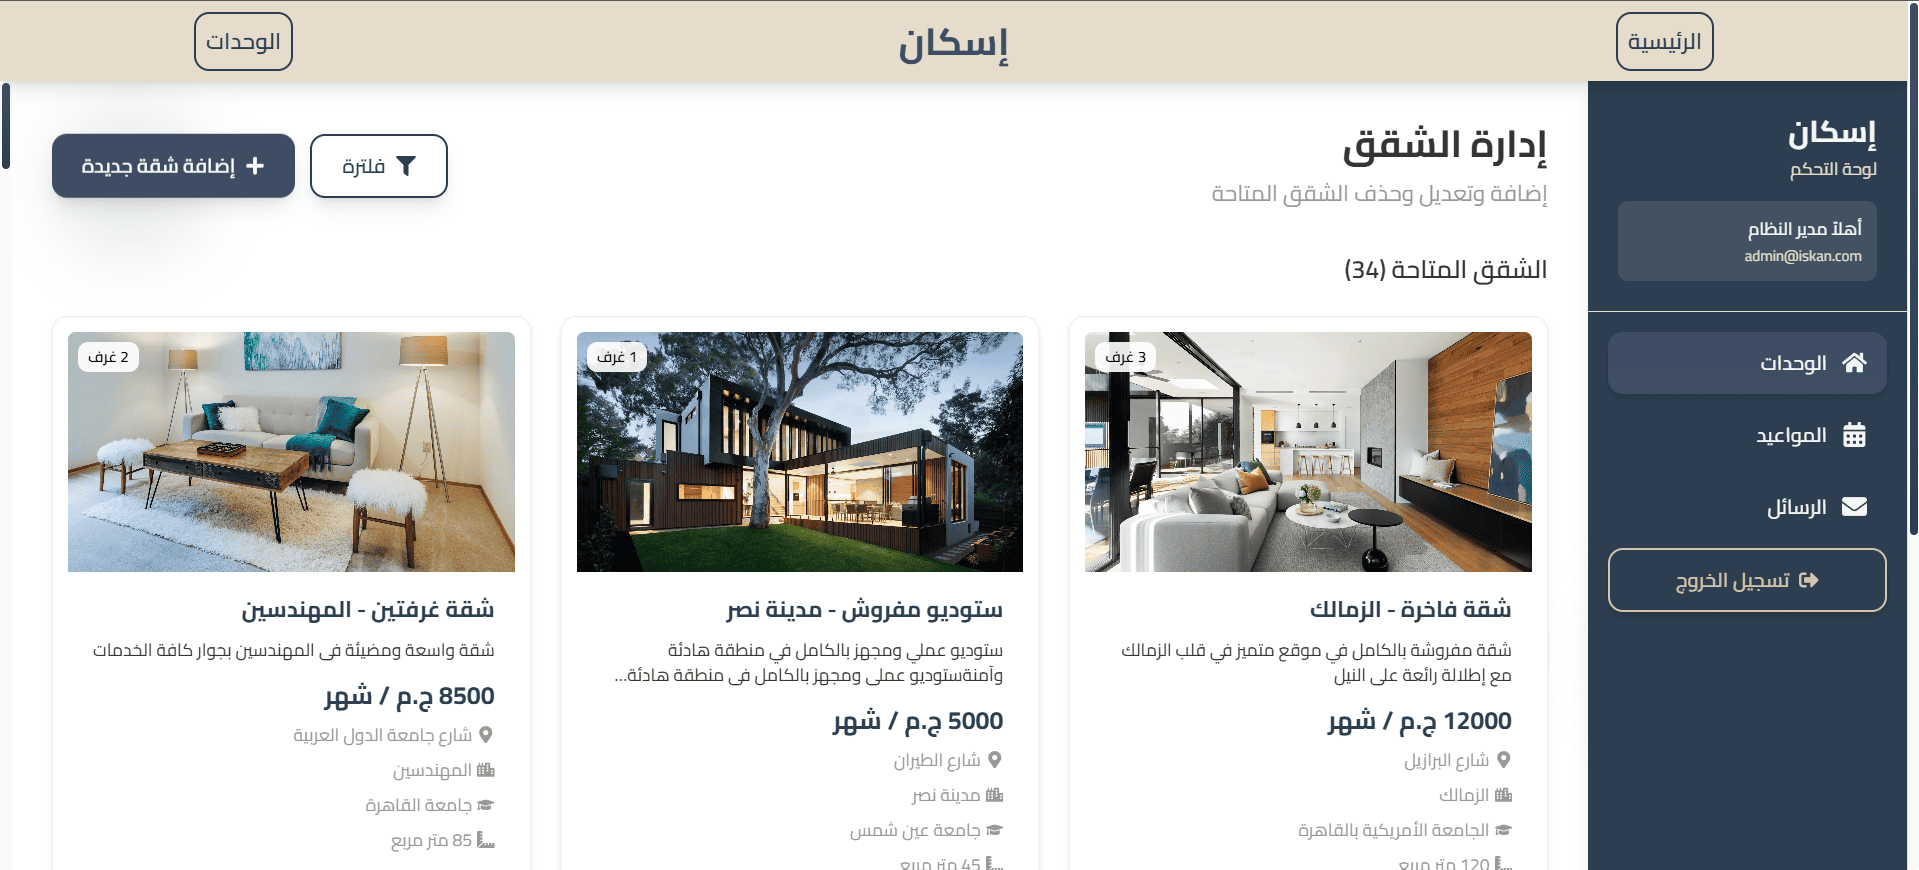 الرئيسية
إسكان
الوحدات
إسكان
لوحة التحكم
أهلاً مدير النظام
admin@iskan.com
الوحدات
المواعيد
الرسائل
تسجيل الخروج
إدارة الشقق
إضافة وتعديل وحذف الشقق المتاحة
فلترة
إضافة شقة جديدة
الشقق المتاحة (34)
3 غرف
شقة فاخرة - الزمالك
شقة مفروشة بالكامل في موقع متميز في قلب الزمالك
مع إطلالة رائعة على النيل
12000 ج.م / شهر
شارع البرازيل
الزمالك
الجامعة الأمريكية بالقاهرة
120 متر مربع
1 غرف
ستوديو مفروش - مدينة نصر
ستوديو عملي ومجهز بالكامل في منطقة هادئة
وآمنةستوديو عملي ومجهز بالكامل في منطقة هادئة...
5000 ج.م / شهر
شارع الطيران
مدينة نصر
جامعة عين شمس
45 متر مربع
2 غرف
شقة غرفتين - المهندسين
شقة واسعة ومضيئة في المهندسين بجوار كافة الخدمات
8500 ج.م / شهر
شارع جامعة الدول العربية
المهندسين
جامعة القاهرة
85 متر مربع